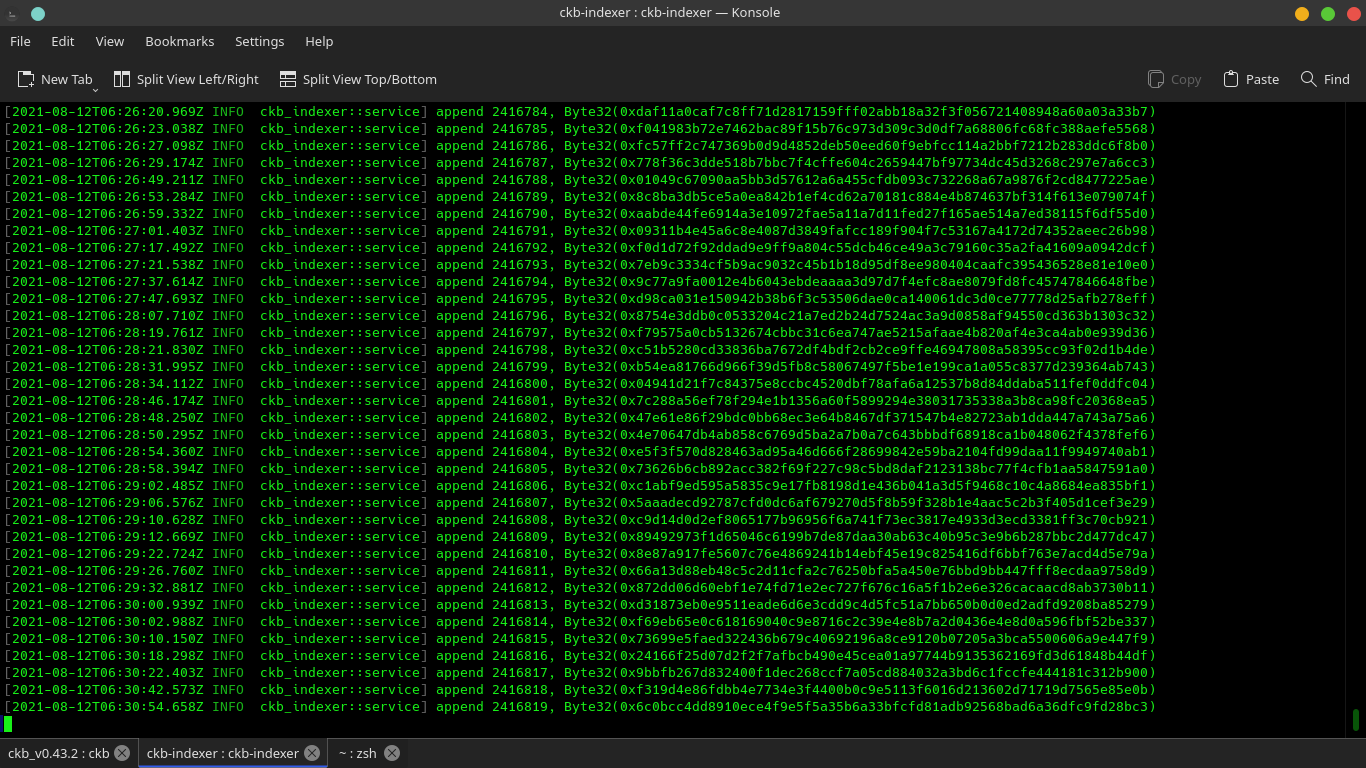 ckb-indexer : ckb-indexer — Konsole
File Edit View Bookmarks Settings Help
New Tab Split View Left/Right Split View Top/Bottom Copy Paste Find
[2021-08-12T06:26:20.969Z INFO  ckb_indexer::service] append 2416784, Byte32(0xdaf11a0caf7c8ff71d2817159fff02abb18a32f3f056721408948a60a03a33b7)
[2021-08-12T06:26:23.038Z INFO  ckb_indexer::service] append 2416785, Byte32(0xf041983b72e7462bac89f15b76c973d309c3d0df7a68806fc68fc388aefe5568)
[2021-08-12T06:26:27.098Z INFO  ckb_indexer::service] append 2416786, Byte32(0xfc57ff2c747369b0d9d4852deb50eed60f9ebfcc114a2bbf7212b283ddc6f8b0)
[2021-08-12T06:26:29.174Z INFO  ckb_indexer::service] append 2416787, Byte32(0x778f36c3dde518b7bbc7f4cffe604c2659447bf97734dc45d3268c297e7a6cc3)
[2021-08-12T06:26:49.211Z INFO  ckb_indexer::service] append 2416788, Byte32(0x01049c67090aa5bb3d57612a6a455cfdb093c732268a67a9876f2cd8477225ae)
[2021-08-12T06:26:53.284Z INFO  ckb_indexer::service] append 2416789, Byte32(0x8c8ba3db5ce5a0ea842b1ef4cd62a70181c884e4b874637bf314f613e079074f)
[2021-08-12T06:26:59.332Z INFO  ckb_indexer::service] append 2416790, Byte32(0xaabde44fe6914a3e10972fae5a11a7d11fed27f165ae514a7ed38115f6df55d0)
[2021-08-12T06:27:01.403Z INFO  ckb_indexer::service] append 2416791, Byte32(0x09311b4e45a6c8e4087d3849fafcc189f904f7c53167a4172d74352aeec26b98)
[2021-08-12T06:27:17.492Z INFO  ckb_indexer::service] append 2416792, Byte32(0xf0d1d72f92ddad9e9ff9a804c55dcb46ce49a3c79160c35a2fa41609a0942dcf)
[2021-08-12T06:27:21.538Z INFO  ckb_indexer::service] append 2416793, Byte32(0x7eb9c3334cf5b9ac9032c45b1b18d95df8ee980404caafc395436528e81e10e0)
[2021-08-12T06:27:37.614Z INFO  ckb_indexer::service] append 2416794, Byte32(0x9c77a9fa0012e4b6043ebdeaaaa3d97d7f4efc8ae8079fd8fc45747846648fbe)
[2021-08-12T06:27:47.693Z INFO  ckb_indexer::service] append 2416795, Byte32(0xd98ca031e150942b38b6f3c53506dae0ca140061dc3d0ce77778d25afb278eff)
[2021-08-12T06:28:07.710Z INFO  ckb_indexer::service] append 2416796, Byte32(0x8754e3ddb0c0533204c21a7ed2b24d7524ac3a9d0858af94550cd363b1303c32)
[2021-08-12T06:28:19.761Z INFO  ckb_indexer::service] append 2416797, Byte32(0xf79575a0cb5132674cbbc31c6ea747ae5215afaae4b820af4e3ca4ab0e939d36)
[2021-08-12T06:28:21.830Z INFO  ckb_indexer::service] append 2416798, Byte32(0xc51b5280cd33836ba7672df4bdf2cb2ce9ffe46947808a58395cc93f02d1b4de)
[2021-08-12T06:28:31.995Z INFO  ckb_indexer::service] append 2416799, Byte32(0xb54ea81766d966f39d5fb8c58067497f5be1e199ca1a055c8377d239364ab743)
[2021-08-12T06:28:34.112Z INFO  ckb_indexer::service] append 2416800, Byte32(0x04941d21f7c84375e8ccbc4520dbf78afa6a12537b8d84ddaba511fef0ddfc04)
[2021-08-12T06:28:46.174Z INFO  ckb_indexer::service] append 2416801, Byte32(0x7c288a56ef78f294e1b1356a60f5899294e38031735338a3b8ca98fc20368ea5)
[2021-08-12T06:28:48.250Z INFO  ckb_indexer::service] append 2416802, Byte32(0x47e61e86f29bdc0bb68ec3e64b8467df371547b4e82723ab1dda447a743a75a6)
[2021-08-12T06:28:50.295Z INFO  ckb_indexer::service] append 2416803, Byte32(0x4e70647db4ab858c6769d5ba2a7b0a7c643bbbdf68918ca1b048062f4378fef6)
[2021-08-12T06:28:54.360Z INFO  ckb_indexer::service] append 2416804, Byte32(0xe5f3f570d828463ad95a46d666f28699842e59ba2104fd99daa11f9949740ab1)
[2021-08-12T06:28:58.394Z INFO  ckb_indexer::service] append 2416805, Byte32(0x73626b6cb892acc382f69f227c98c5bd8daf2123138bc77f4cfb1aa5847591a0)
[2021-08-12T06:29:02.485Z INFO  ckb_indexer::service] append 2416806, Byte32(0xc1abf9ed595a5835c9e17fb8198d1e436b041a3d5f9468c10c4a8684ea835bf1)
[2021-08-12T06:29:06.576Z INFO  ckb_indexer::service] append 2416807, Byte32(0x5aaadecd92787cfd0dc6af679270d5f8b59f328b1e4aac5c2b3f405d1cef3e29)
[2021-08-12T06:29:10.628Z INFO  ckb_indexer::service] append 2416808, Byte32(0xc9d14d0d2ef8065177b96956f6a741f73ec3817e4933d3ecd3381ff3c70cb921)
[2021-08-12T06:29:12.669Z INFO  ckb_indexer::service] append 2416809, Byte32(0x89492973f1d65046c6199b7de87daa30ab63c40b95c3e9b6b287bbc2d477dc47)
[2021-08-12T06:29:22.724Z INFO  ckb_indexer::service] append 2416810, Byte32(0x8e87a917fe5607c76e4869241b14ebf45e19c825416df6bbf763e7acd4d5e79a)
[2021-08-12T06:29:26.760Z INFO  ckb_indexer::service] append 2416811, Byte32(0x66a13d88eb48c5c2d11cfa2c76250bfa5a450e76bbd9bb447fff8ecdaa9758d9)
[2021-08-12T06:29:32.881Z INFO  ckb_indexer::service] append 2416812, Byte32(0x872dd06d60ebf1e74fd71e2ec727f676c16a5f1b2e6e326cacaacd8ab3730b11)
[2021-08-12T06:30:00.939Z INFO  ckb_indexer::service] append 2416813, Byte32(0xd31873eb0e9511eade6d6e3cdd9c4d5fc51a7bb650b0d0ed2adfd9208ba85279)
[2021-08-12T06:30:02.988Z INFO  ckb_indexer::service] append 2416814, Byte32(0xf69eb65e0c618169040c9e8716c2c39e4e8b7a2d0436e4e8d0a596fbf52be337)
[2021-08-12T06:30:10.150Z INFO  ckb_indexer::service] append 2416815, Byte32(0x73699e5faed322436b679c40692196a8ce9120b07205a3bca5500606a9e447f9)
[2021-08-12T06:30:18.298Z INFO  ckb_indexer::service] append 2416816, Byte32(0x24166f25d07d2f2f7afbcb490e45cea01a97744b9135362169fd3d61848b44df)
[2021-08-12T06:30:22.403Z INFO  ckb_indexer::service] append 2416817, Byte32(0x9bbfb267d832400f1dec268ccf7a05cd884032a3bd6c1fccfe444181c312b900)
[2021-08-12T06:30:42.573Z INFO  ckb_indexer::service] append 2416818, Byte32(0xf319d4e86fdbb4e7734e3f4400b0c9e5113f6016d213602d71719d7565e85e0b)
[2021-08-12T06:30:54.658Z INFO  ckb_indexer::service] append 2416819, Byte32(0x6c0bcc4dd8910ece4f9e5f5a35b6a33bfcfd81adb92568bad6a36dfc9fd28bc3)
ckb_v0.43.2 : ckb ckb-indexer : ckb-indexer ~ : zsh